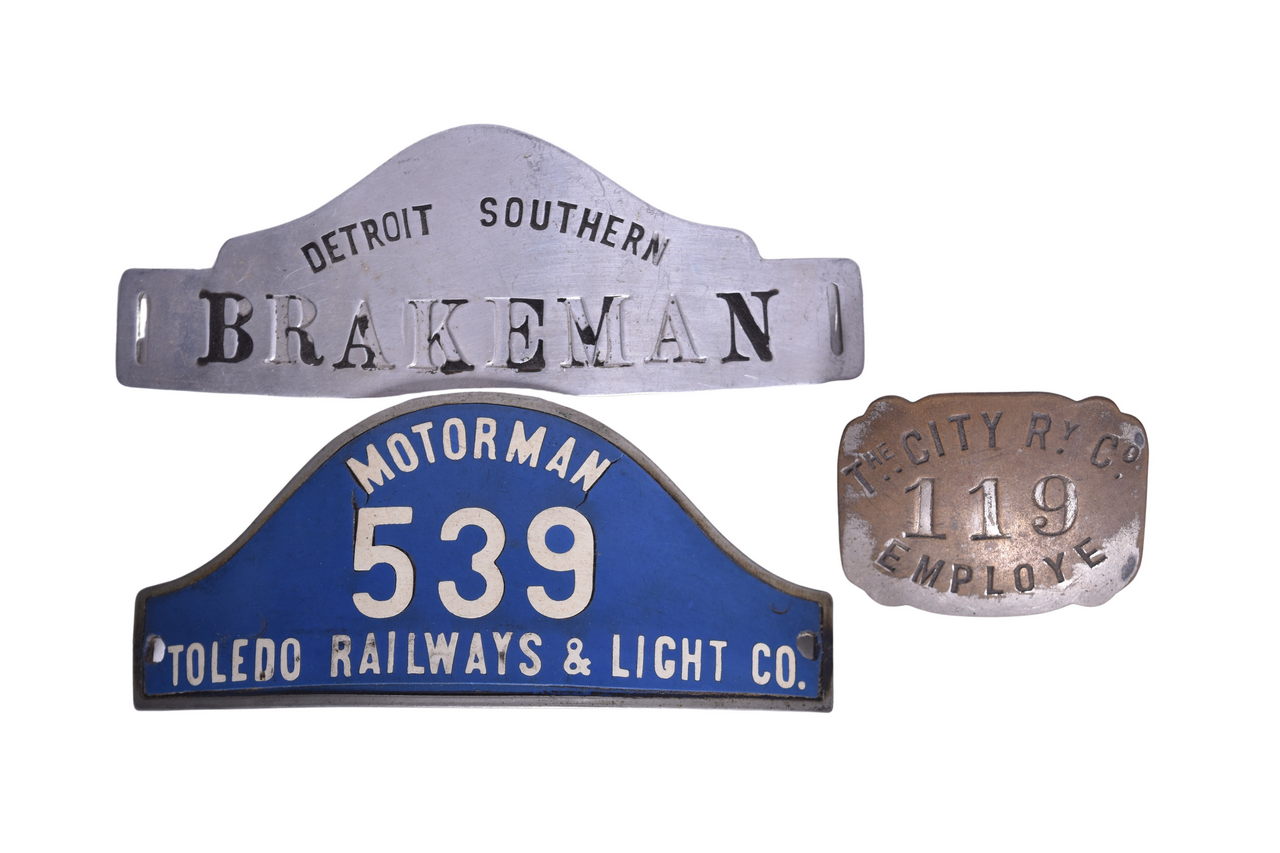 DETROIT SOUTHERN
BRAKEMAN
MOTORMAN
539
TOLEDO RAILWAYS & LIGHT CO.
THE CITY RY. CO.
119
EMPLOYE